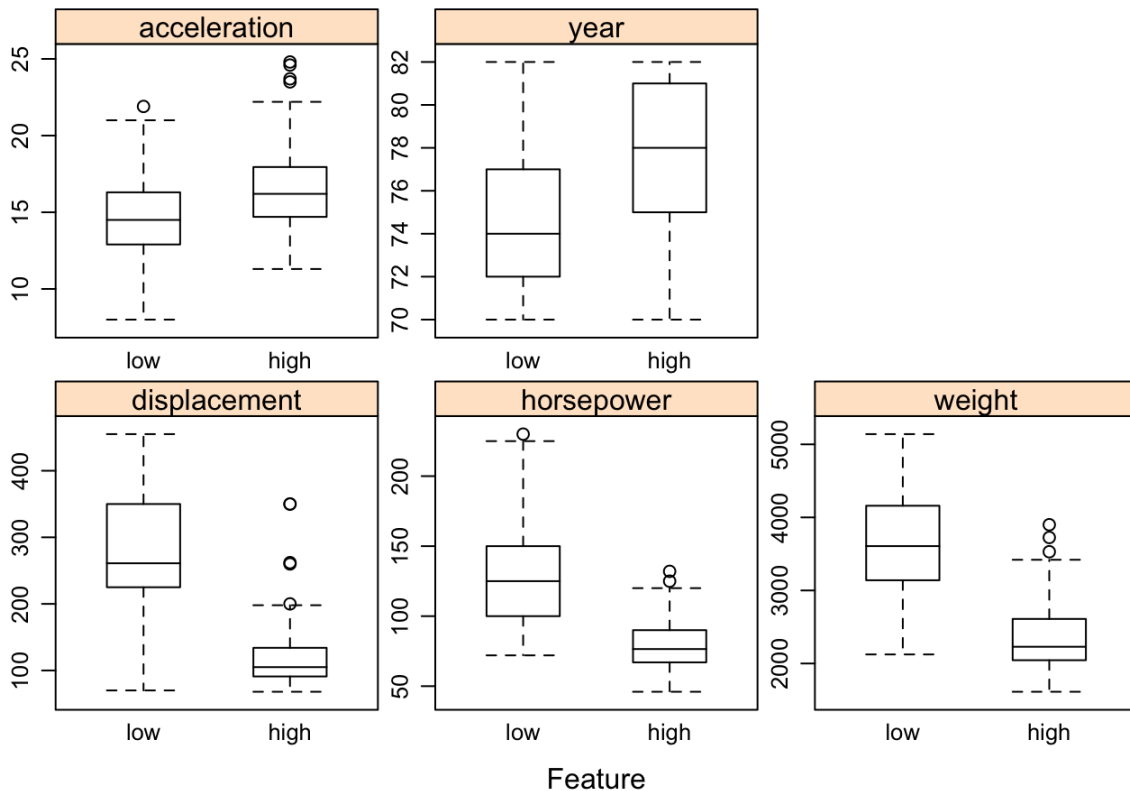 acceleration
year
25
20
15
10
82
80
78
76
74
72
70
low
high
low
high
displacement
horsepower
weight
400
300
200
100
200
150
100
50
5000
4000
3000
2000
low
high
low
high
low
high
Feature